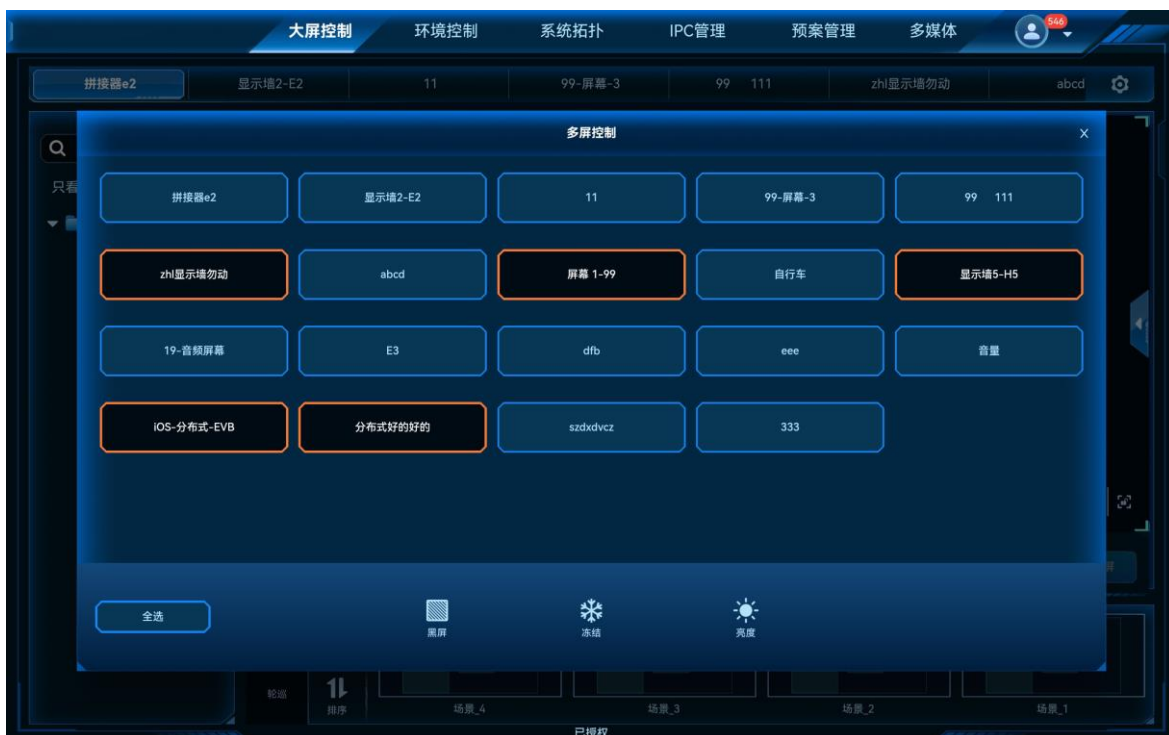 大屏控制 环境控制 系统拓扑 IPC管理 预案管理 多媒体 546
拼接器e2 显示墙2-E2 11 99-屏幕-3 99 111 zhl显示墙勿动 abcd
多屏控制 X
只看
拼接器e2 显示墙2-E2 11 99-屏幕-3 99 111
zhl显示墙勿动 abcd 屏幕 1-99 自行车 显示墙5-H5
19-音频屏幕 E3 dfb eee 音量
iOS-分布式-EVB 分布式好的好的 szdxdvcz 333
屏
全选 黑屏 冻结 亮度
轮巡 排序 场景_4 场景_3 场景_2 场景_1
已授权